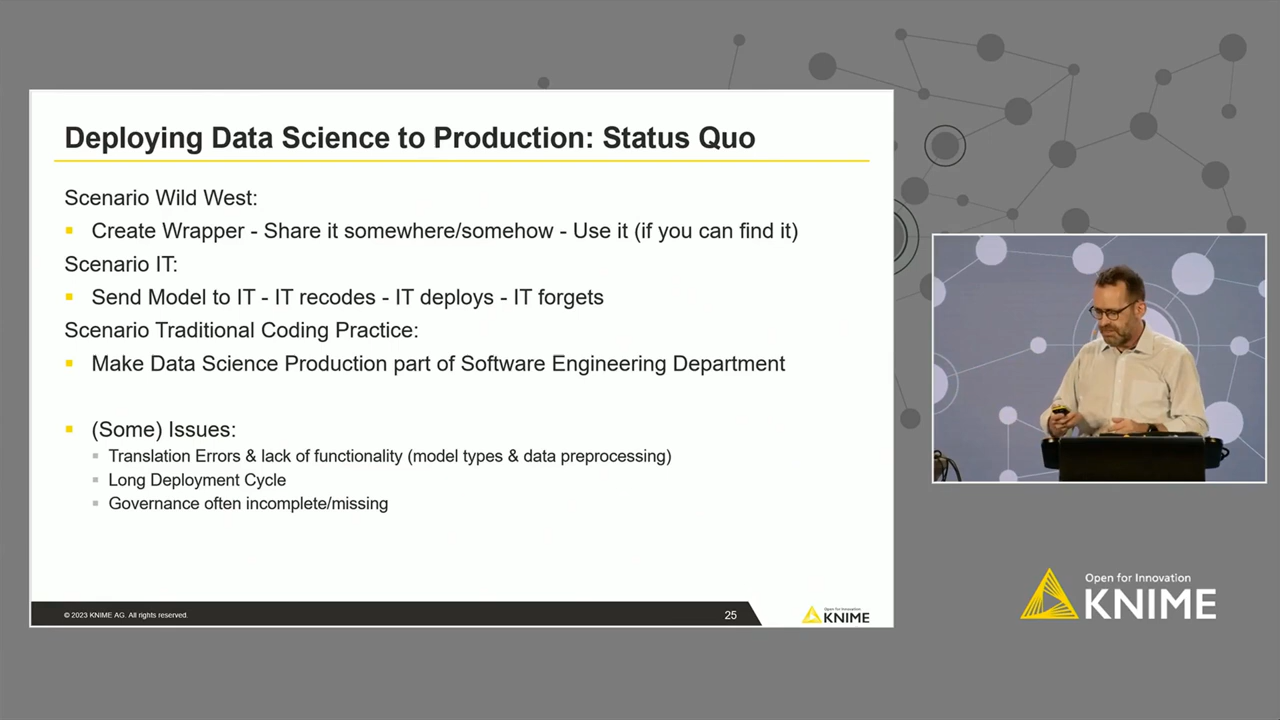 Deploying Data Science to Production: Status Quo
Scenario Wild West:
Create Wrapper - Share it somewhere/somehow - Use it (if you can find it)
Scenario IT:
Send Model to IT - IT recodes - IT deploys - IT forgets
Scenario Traditional Coding Practice:
Make Data Science Production part of Software Engineering Department
(Some) Issues:
Translation Errors & lack of functionality (model types & data preprocessing)
Long Deployment Cycle
Governance often incomplete/missing
© 2023 KNIME AG. All rights reserved.
25
Open for Innovation
KNIME
Open for Innovation
KNIME